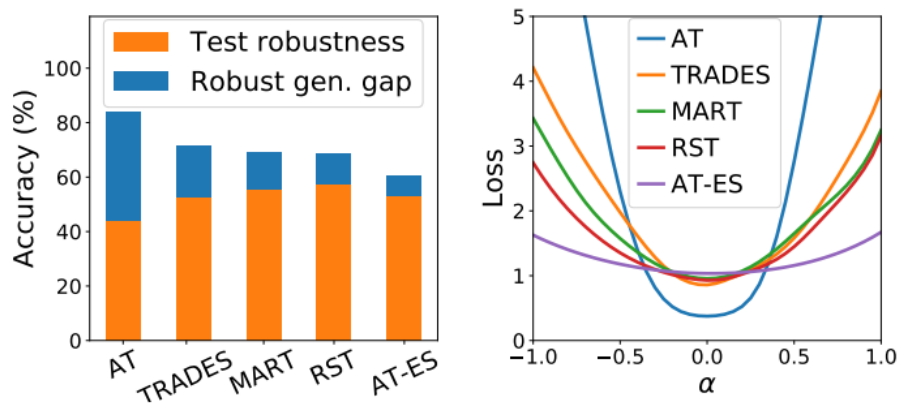 Test robustness
Robust gen. gap
Accuracy (%)
100
80
60
40
20
0
AT
TRADES
MART
RST
AT-ES
AT
TRADES
MART
RST
AT-ES
Loss
5
4
3
2
1
0
−1.0 −0.5 0.0 0.5 1.0
α